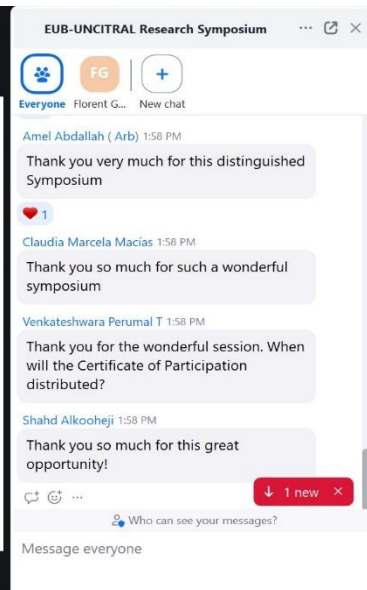 EUB-UNCITRAL Research Symposium
FG
Everyone
Florent G...
New chat
Amel Abdallah ( Arb) 1:58 PM
Thank you very much for this distinguished
Symposium
1
Claudia Marcela Macías 1:58 PM
Thank you so much for such a wonderful
symposium
Venkateshwara Perumal T 1:58 PM
Thank you for the wonderful session. When
will the Certificate of Participation
distributed?
Shahd Alkooheji 1:58 PM
Thank you so much for this great
opportunity!
1 new
Who can see your messages?
Message everyone